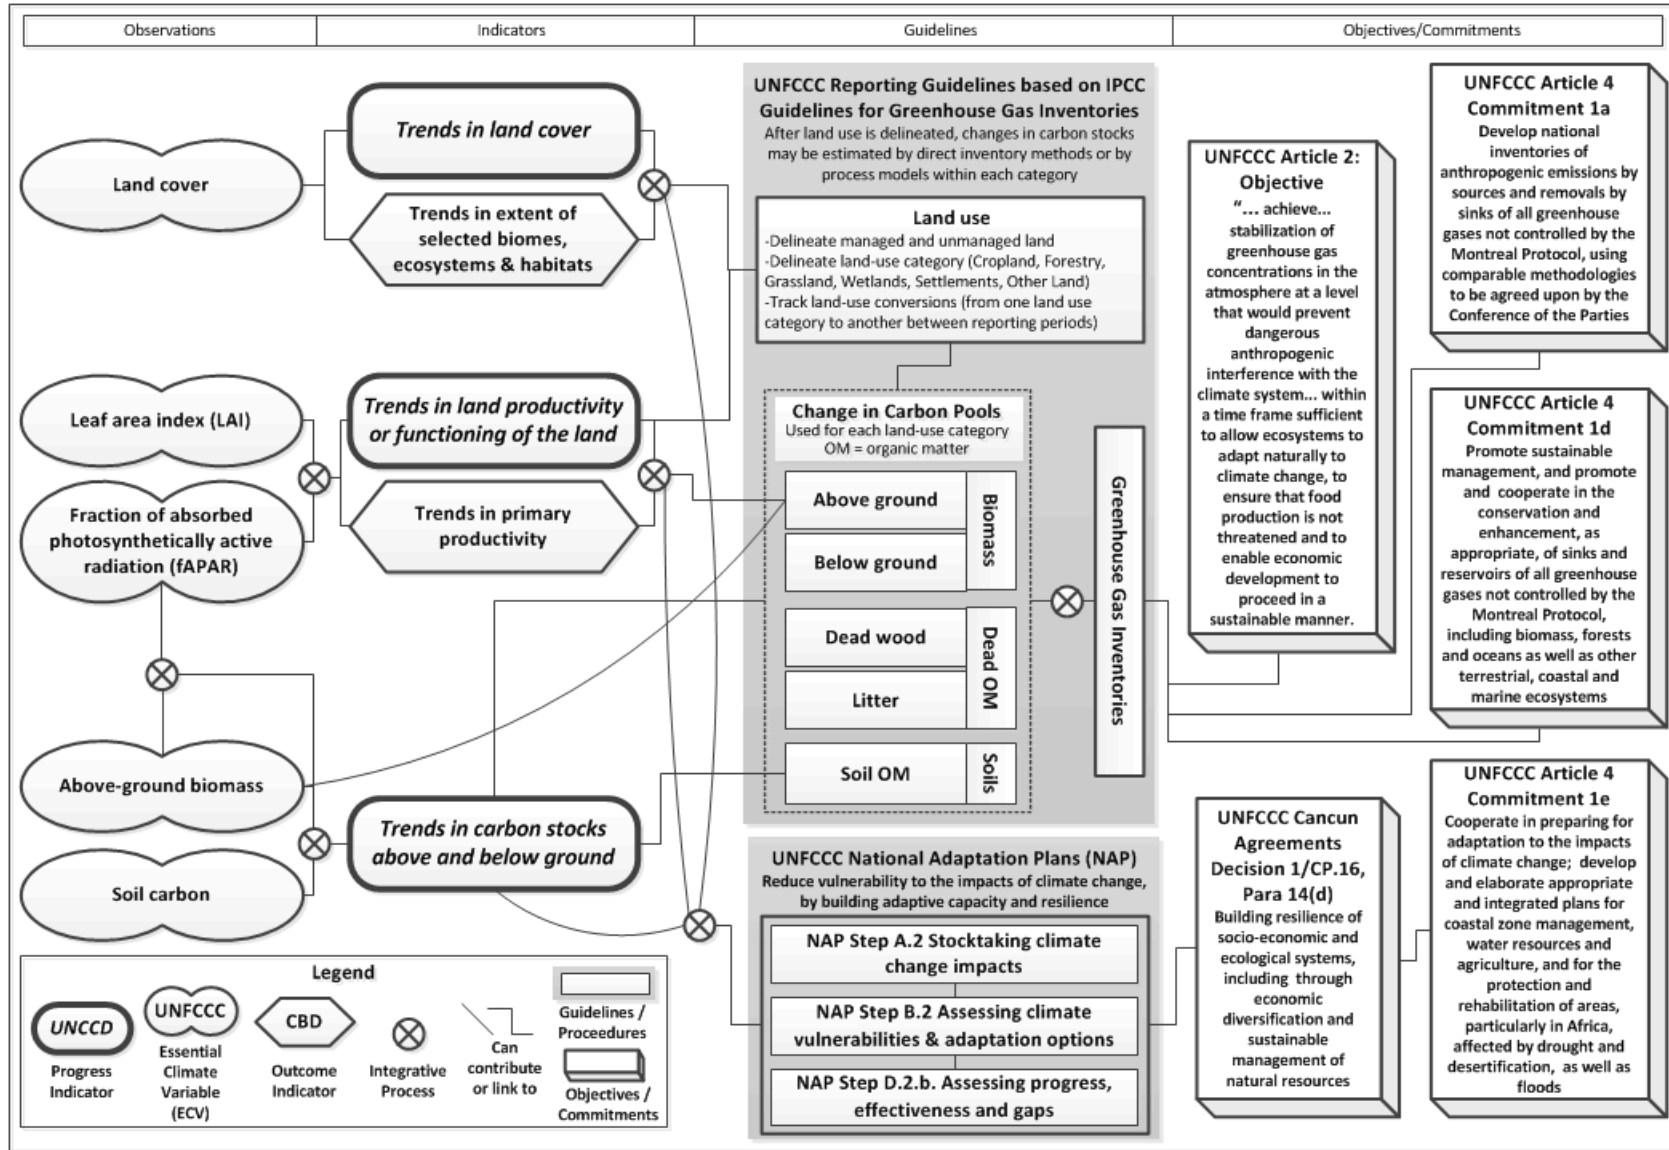 Observations
Indicators
Guidelines
Objectives/Commitments
Land cover
Leaf area index (LAI)
Fraction of absorbed
photosynthetically active
radiation (fAPAR)
Above-ground biomass
Soil carbon
Trends in land cover
Trends in extent of
selected biomes,
ecosystems & habitats
Trends in land productivity
or functioning of the land
Trends in primary
productivity
Trends in carbon stocks
above and below ground
UNFCCC Reporting Guidelines based on IPCC
Guidelines for Greenhouse Gas Inventories
After land use is delineated, changes in carbon stocks
may be estimated by direct inventory methods or by
process models within each category
Land use
-Delineate managed and unmanaged land
-Delineate land-use category (Cropland, Forestry,
Grassland, Wetlands, Settlements, Other Land)
-Track land-use conversions (from one land use
category to another between reporting periods)
Change in Carbon Pools
Used for each land-use category
OM = organic matter
Above ground
Below ground
Biomass
Dead wood
Litter
Dead OM
Soil OM
Soils
Greenhouse Gas Inventories
UNFCCC National Adaptation Plans (NAP)
Reduce vulnerability to the impacts of climate change,
by building adaptive capacity and resilience
NAP Step A.2 Stocktaking climate
change impacts
NAP Step B.2 Assessing climate
vulnerabilities & adaptation options
NAP Step D.2.b. Assessing progress,
effectiveness and gaps
UNFCCC Article 2:
Objective
“... achieve...
stabilization of
greenhouse gas
concentrations in the
atmosphere at a level
that would prevent
dangerous
anthropogenic
interference with the
climate system... within
a time frame sufficient
to allow ecosystems to
adapt naturally to
climate change, to
ensure that food
production is not
threatened and to
enable economic
development to
proceed in a
sustainable manner.
UNFCCC Article 4
Commitment 1a
Develop national
inventories of
anthropogenic emissions by
sources and removals by
sinks of all greenhouse
gases not controlled by the
Montreal Protocol, using
comparable methodologies
to be agreed upon by the
Conference of the Parties
UNFCCC Article 4
Commitment 1d
Promote sustainable
management, and promote
and cooperate in the
conservation and
enhancement, as
appropriate, of sinks and
reservoirs of all greenhouse
gases not controlled by the
Montreal Protocol,
including biomass, forests
and oceans as well as other
terrestrial, coastal and
marine ecosystems
UNFCCC Cancun
Agreements
Decision 1/CP.16,
Para 14(d)
Building resilience of
socio-economic and
ecological systems,
including through
economic
diversification and
sustainable
management of
natural resources
UNFCCC Article 4
Commitment 1e
Cooperate in preparing for
adaptation to the impacts
of climate change; develop
and elaborate appropriate
and integrated plans for
coastal zone management,
water resources and
agriculture, and for the
protection and
rehabilitation of areas,
particularly in Africa,
affected by drought and
desertification, as well as
floods
Legend
UNCCD
Progress
Indicator
UNFCCC
Essential
Climate
Variable
(ECV)
CBD
Outcome
Indicator
Integrative
Process
Can
contribute
or link to
Guidelines /
Proceedures
Objectives /
Commitments